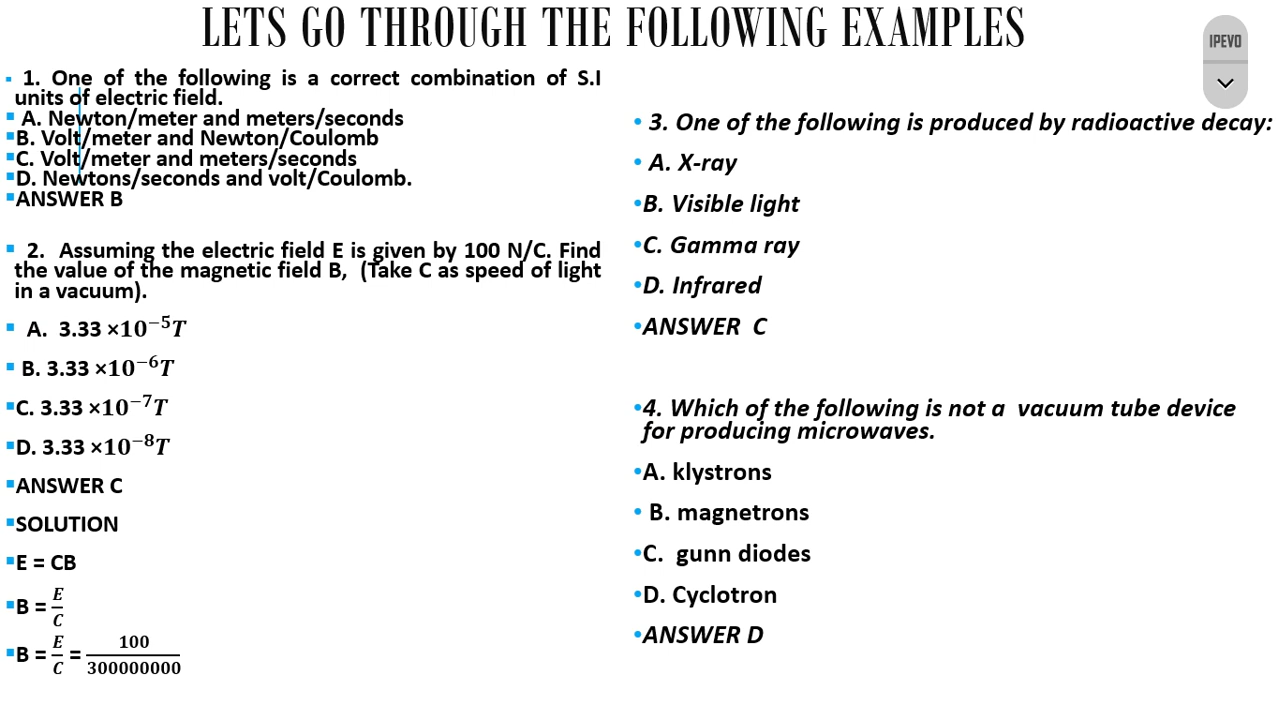 LETS GO THROUGH THE FOLLOWING EXAMPLES
IPEVO
▪ 1. One of the following is a correct combination of S.I
units of electric field.
▪ A. Newton/meter and meters/seconds
▪B. Volt/meter and Newton/Coulomb
▪C. Volt/meter and meters/seconds
▪D. Newtons/seconds and volt/Coulomb.
▪ANSWER B
▪ 2. Assuming the electric field E is given by 100 N/C. Find
the value of the magnetic field B, (Take C as speed of light
in a vacuum).
▪ A. 3.33 ×10⁻⁵T
▪ B. 3.33 ×10⁻⁶T
▪C. 3.33 ×10⁻⁷T
▪D. 3.33 ×10⁻⁸T
▪ANSWER C
▪SOLUTION
▪E = CB
▪B = E/C
▪B = E/C = 100/300000000
• 3. One of the following is produced by radioactive decay:
• A. X-ray
•B. Visible light
•C. Gamma ray
•D. Infrared
•ANSWER C
•4. Which of the following is not a vacuum tube device
for producing microwaves.
•A. klystrons
• B. magnetrons
•C. gunn diodes
•D. Cyclotron
•ANSWER D